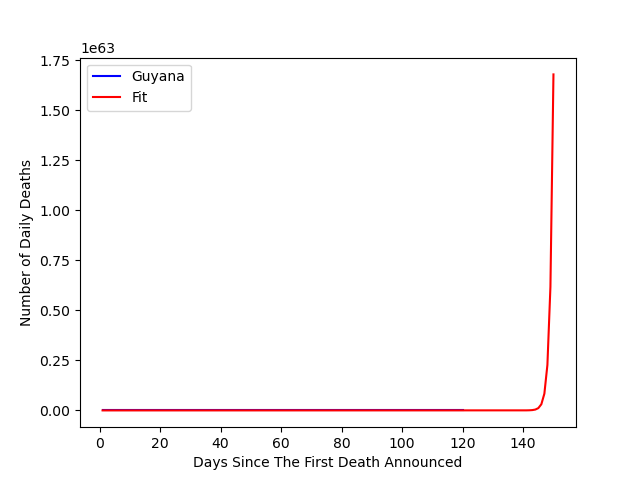 1e63
1.75
1.50
1.25
1.00
0.75
0.50
0.25
0.00
Number of Daily Deaths
Guyana
Fit
0 20 40 60 80 100 120 140
Days Since The First Death Announced